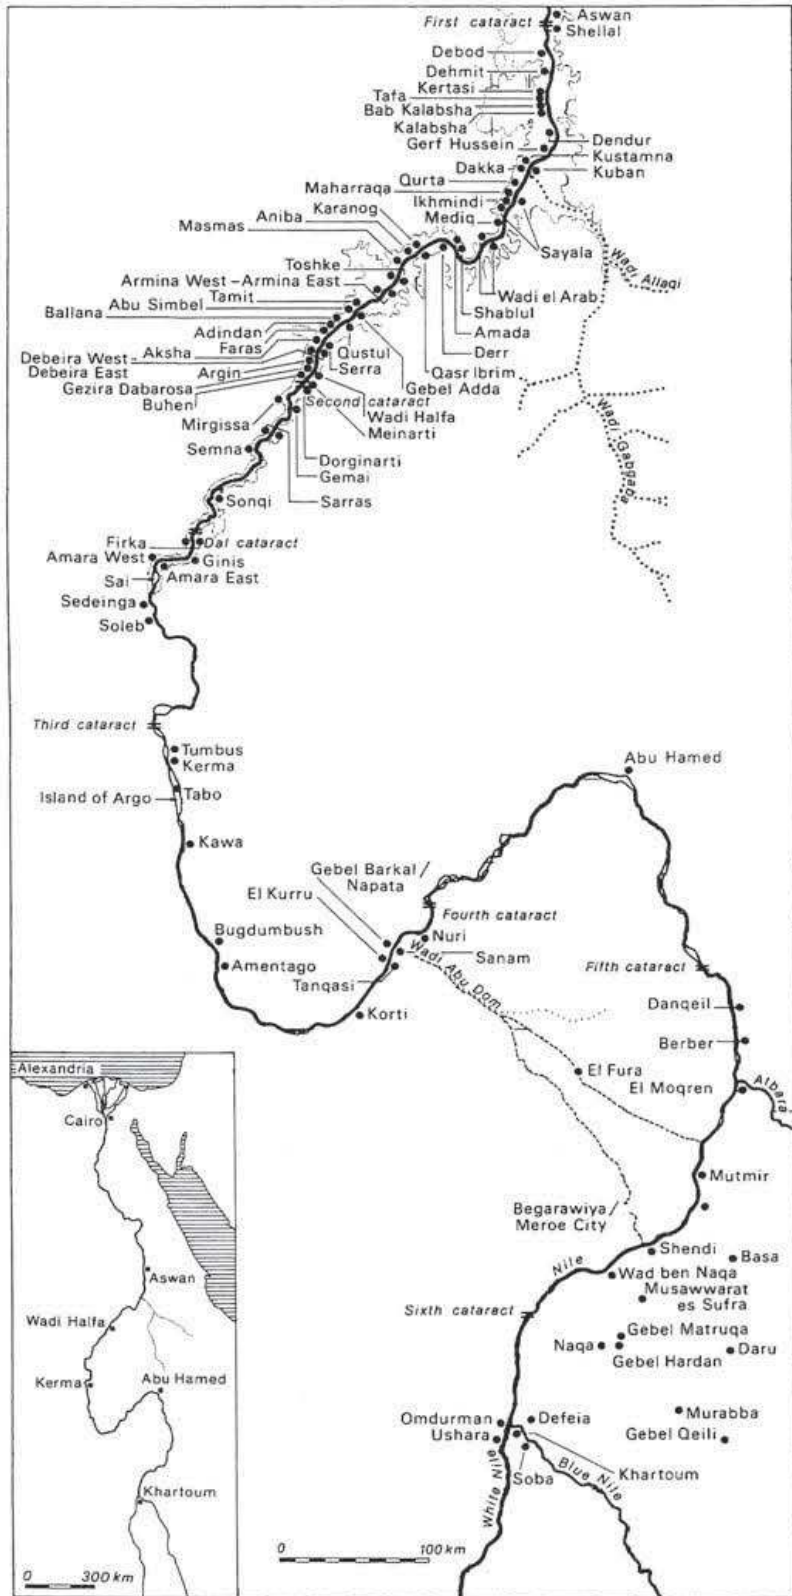 First cataract
Aswan
Shellal
Debod
Dehmit
Kertasi
Tafa
Bab Kalabsha
Kalabsha
Dendur
Gerf Hussein
Kustamna
Dakka
Kuban
Qurta
Maharraqa
Ikhmindi
Karanog
Mediq
Aniba
Masmas
Sayala
Wadi Allaqi
Toshke
Armina West-Armina East
Wadi el Arab
Tamit
Abu Simbel
Shablul
Ballana
Amada
Adindan
Faras
Qustul
Derr
Debeira West-
Aksha
Serra
Qasr Ibrim
Debeira East
Argin
Gebel Adda
Gezira Dabarosa
Second cataract
Buhen
Wadi Halfa
Wadi Gabgaba
Mirgissa
Meinarti
Semna
Dorginarti
Gemai
Sonqi
Sarras
Firka
Dal cataract
Amara West
Ginis
Sai
Amara East
Sedeinga
Soleb
Third cataract
Tumbus
Kerma
Abu Hamed
Island of Argo
Tabo
Kawa
Gebel Barkal/
Napata
El Kurru
Fourth cataract
Bugdumbush
Nuri
Sanam
Wadi Abu Dom
Fifth cataract
Amentago
Tanqasi
Korti
Danqeil
Berber
El Fura
El Moqren
Atbara
Mutmir
Begarawiya/
Meroe City
Shendi
Basa
Nile
Wad ben Naqa
Musawwarat
es Sufra
Sixth cataract
Gebel Matruqa
Naqa
Daru
Gebel Hardan
Murabba
Omdurman
Defeia
Ushara
Gebel Qeili
Khartoum
Soba
White Nile
Blue Nile
0 100 km
Alexandria
Cairo
Aswan
Wadi Halfa
Kerma
Abu Hamed
Khartoum
0 300 km